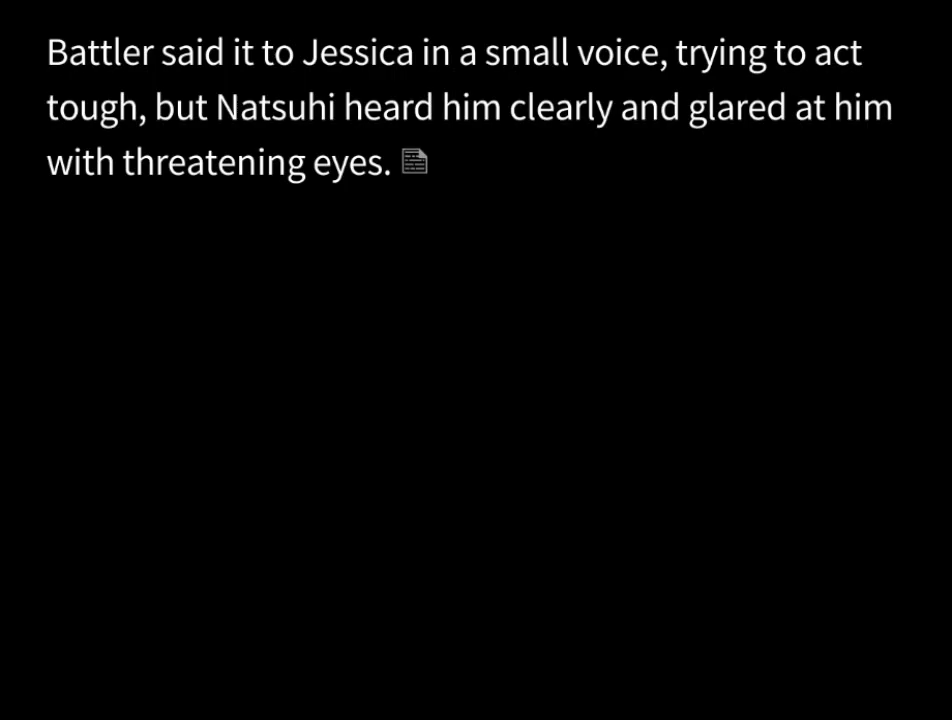 Battler said it to Jessica in a small voice, trying to act
tough, but Natsuhi heard him clearly and glared at him
with threatening eyes.